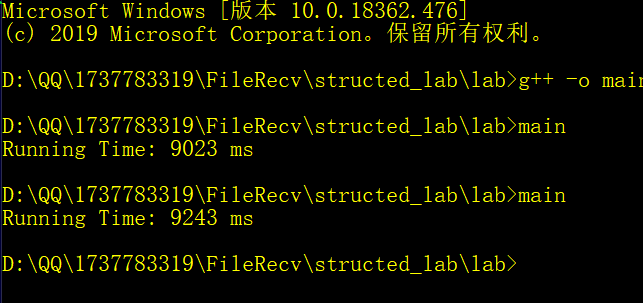 Microsoft Windows [版本 10.0.18362.476]
(c) 2019 Microsoft Corporation。保留所有权利。
D:\QQ\1737783319\FileRecv\structed_lab\lab>g++ -o main
D:\QQ\1737783319\FileRecv\structed_lab\lab>main
Running Time: 9023 ms
D:\QQ\1737783319\FileRecv\structed_lab\lab>main
Running Time: 9243 ms
D:\QQ\1737783319\FileRecv\structed_lab\lab>